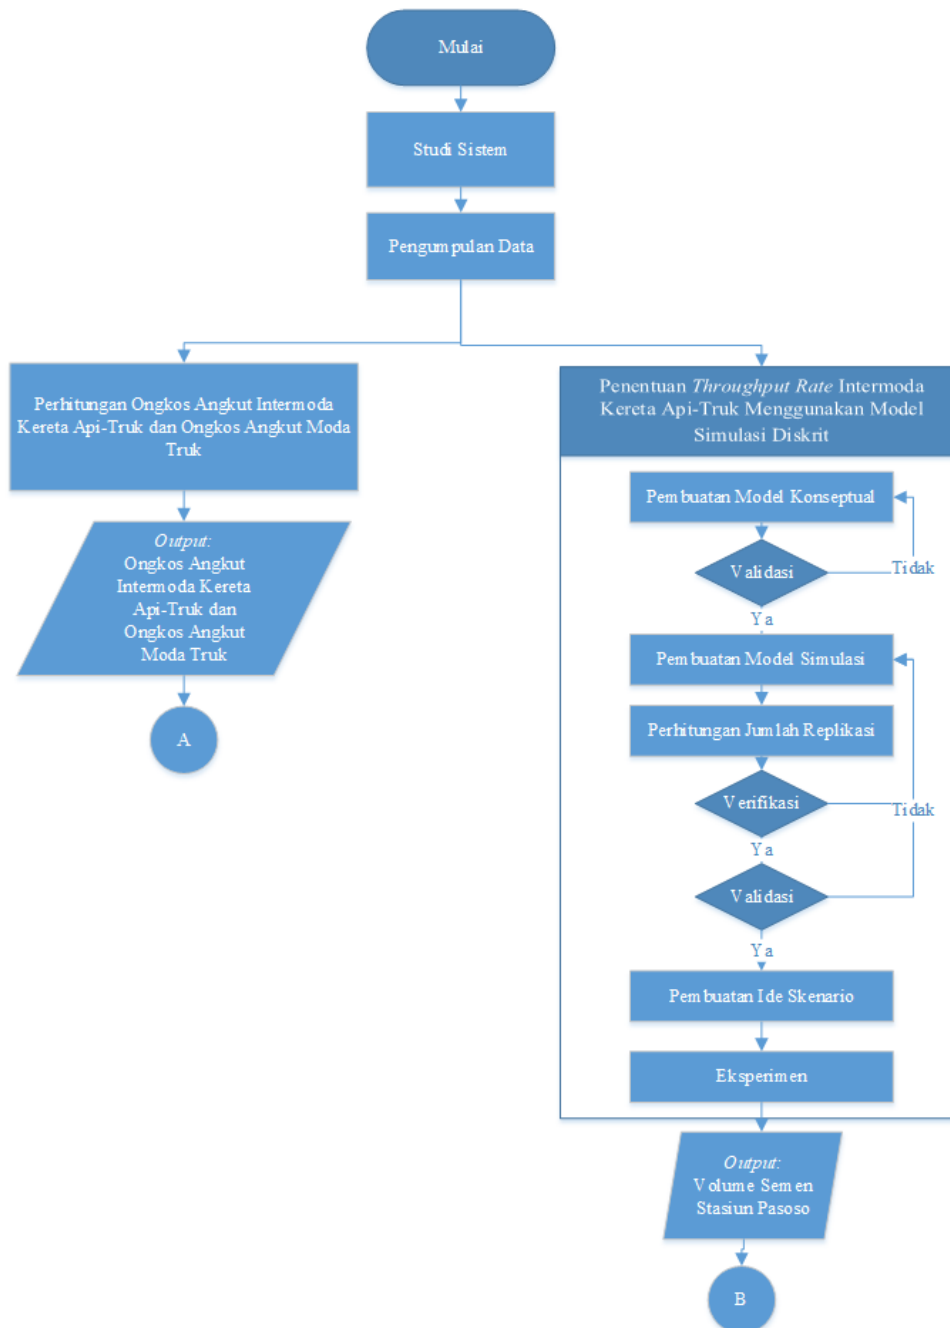 Mulai
Studi Sistem
Pengumpulan Data
Perhitungan Ongkos Angkut Intermoda
Kereta Api-Truk dan Ongkos Angkut Moda
Truk
Output:
Ongkos Angkut
Intermoda Kereta
Api-Truk dan
Ongkos Angkut
Moda Truk
A
Penentuan Throughput Rate Intermoda
Kereta Api-Truk Menggunakan Model
Simulasi Diskrit
Pembuatan Model Konseptual
Validasi
Tidak
Ya
Pembuatan Model Simulasi
Perhitungan Jumlah Replikasi
Verifikasi
Tidak
Ya
Validasi
Ya
Pembuatan Ide Skenario
Eksperimen
Output:
Volume Semen
Stasiun Pasoso
B